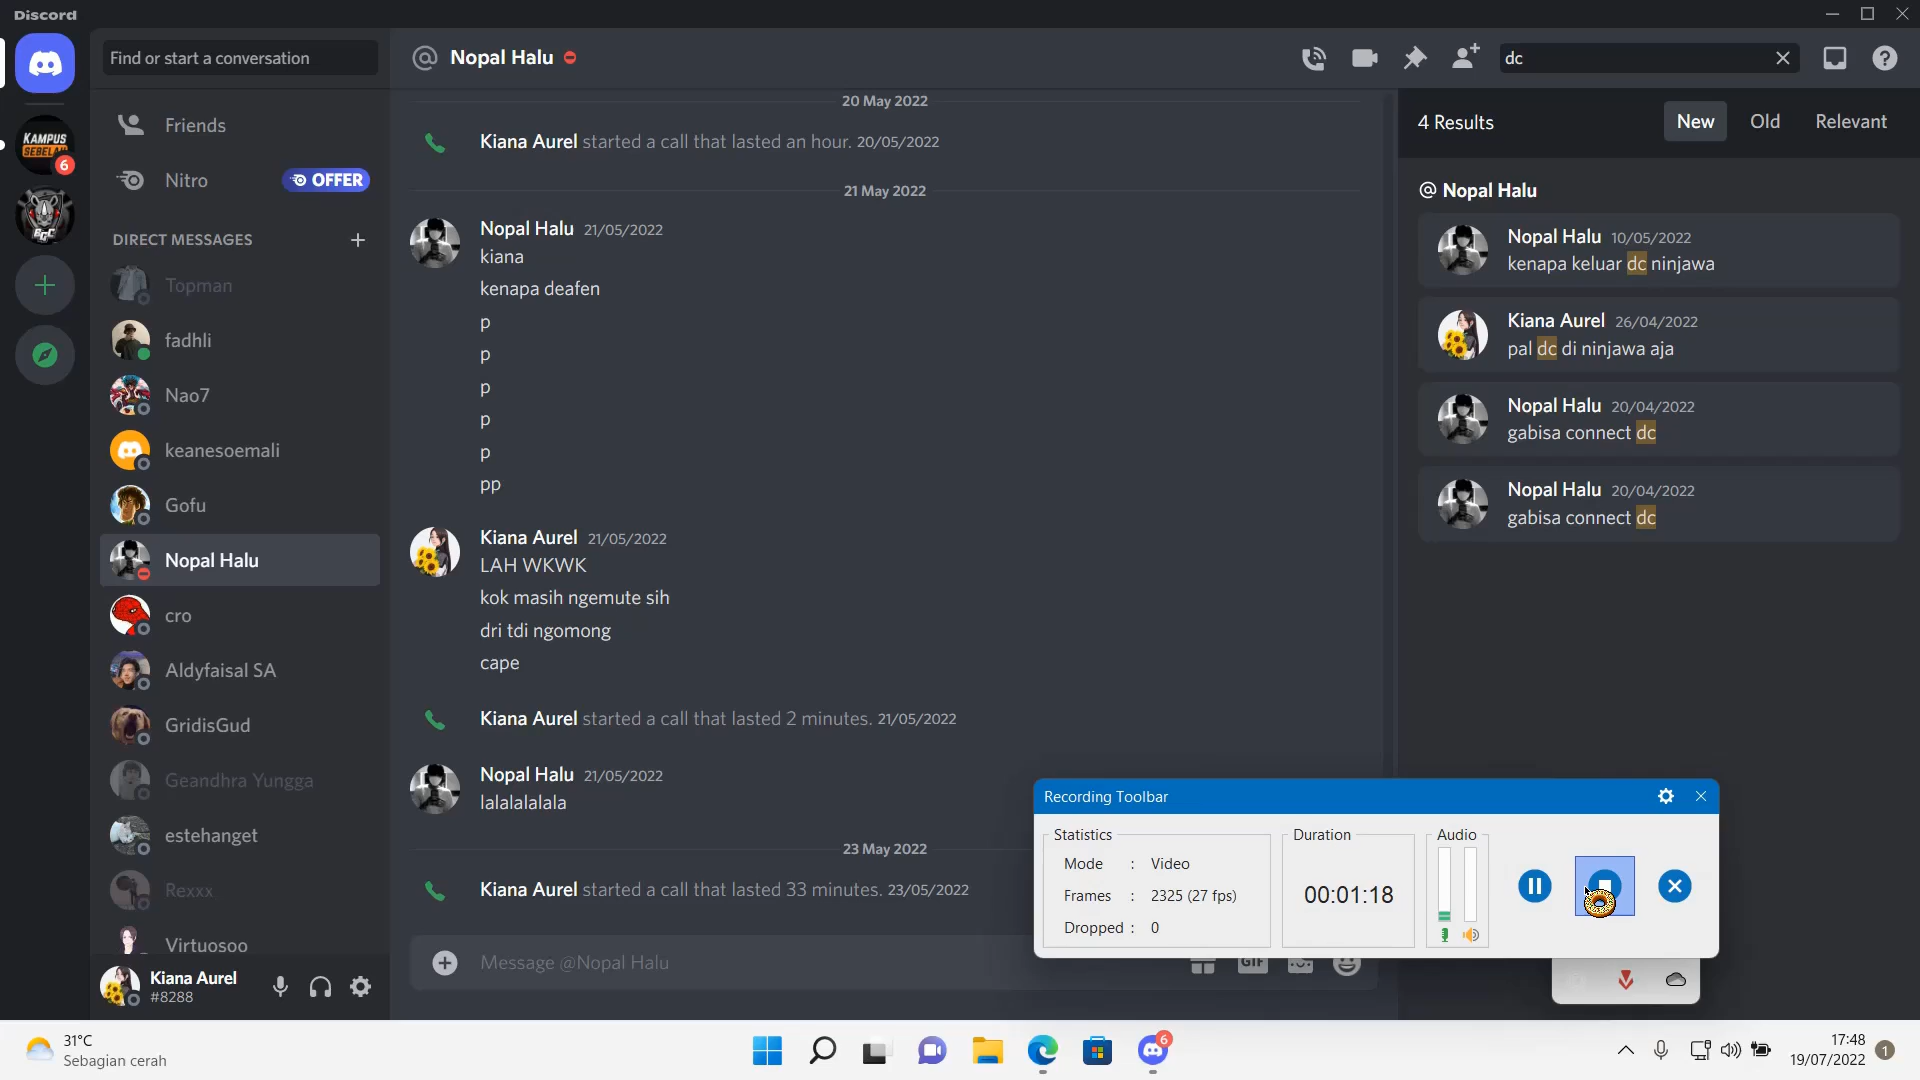 Discord
Find or start a conversation
Friends
Nitro
OFFER
DIRECT MESSAGES
Topman
fadhli
Nao7
keanesoemali
Gofu
Nopal Halu
cro
Aldyfaisal SA
GridisGud
Geandhra Yungga
estehanget
Rexxx
Virtuosoo
Kiana Aurel
#8288
KAMPUS
SEBELAH
6
BGC
Nopal Halu
20 May 2022
Kiana Aurel started a call that lasted an hour. 20/05/2022
21 May 2022
Nopal Halu 21/05/2022
kiana
kenapa deafen
p
p
p
p
p
pp
Kiana Aurel 21/05/2022
LAH WKWK
kok masih ngemute sih
dri tdi ngomong
cape
Kiana Aurel started a call that lasted 2 minutes. 21/05/2022
Nopal Halu 21/05/2022
lalalalalala
23 May 2022
Kiana Aurel started a call that lasted 33 minutes. 23/05/2022
Message @Nopal Halu
GIF
dc
4 Results
New
Old
Relevant
@ Nopal Halu
Nopal Halu 10/05/2022
kenapa keluar dc ninjawa
Kiana Aurel 26/04/2022
pal dc di ninjawa aja
Nopal Halu 20/04/2022
gabisa connect dc
Nopal Halu 20/04/2022
gabisa connect dc
Recording Toolbar
Statistics
Mode : Video
Frames : 2325 (27 fps)
Dropped : 0
Duration
00:01:18
Audio
31°C
Sebagian cerah
6
17:48
19/07/2022
1